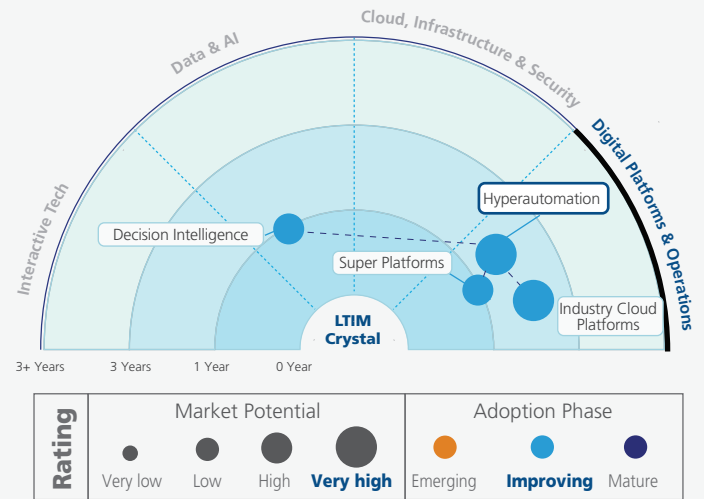 Cloud, Infrastructure & Security
Data & AI
Interactive Tech
Digital Platforms & Operations
Hyperautomation
Decision Intelligence
Super Platforms
Industry Cloud
Platforms
LTIM
Crystal
3+ Years
3 Years
1 Year
0 Year
Rating
Market Potential
Adoption Phase
Very low
Low
High
Very high
Emerging
Improving
Mature